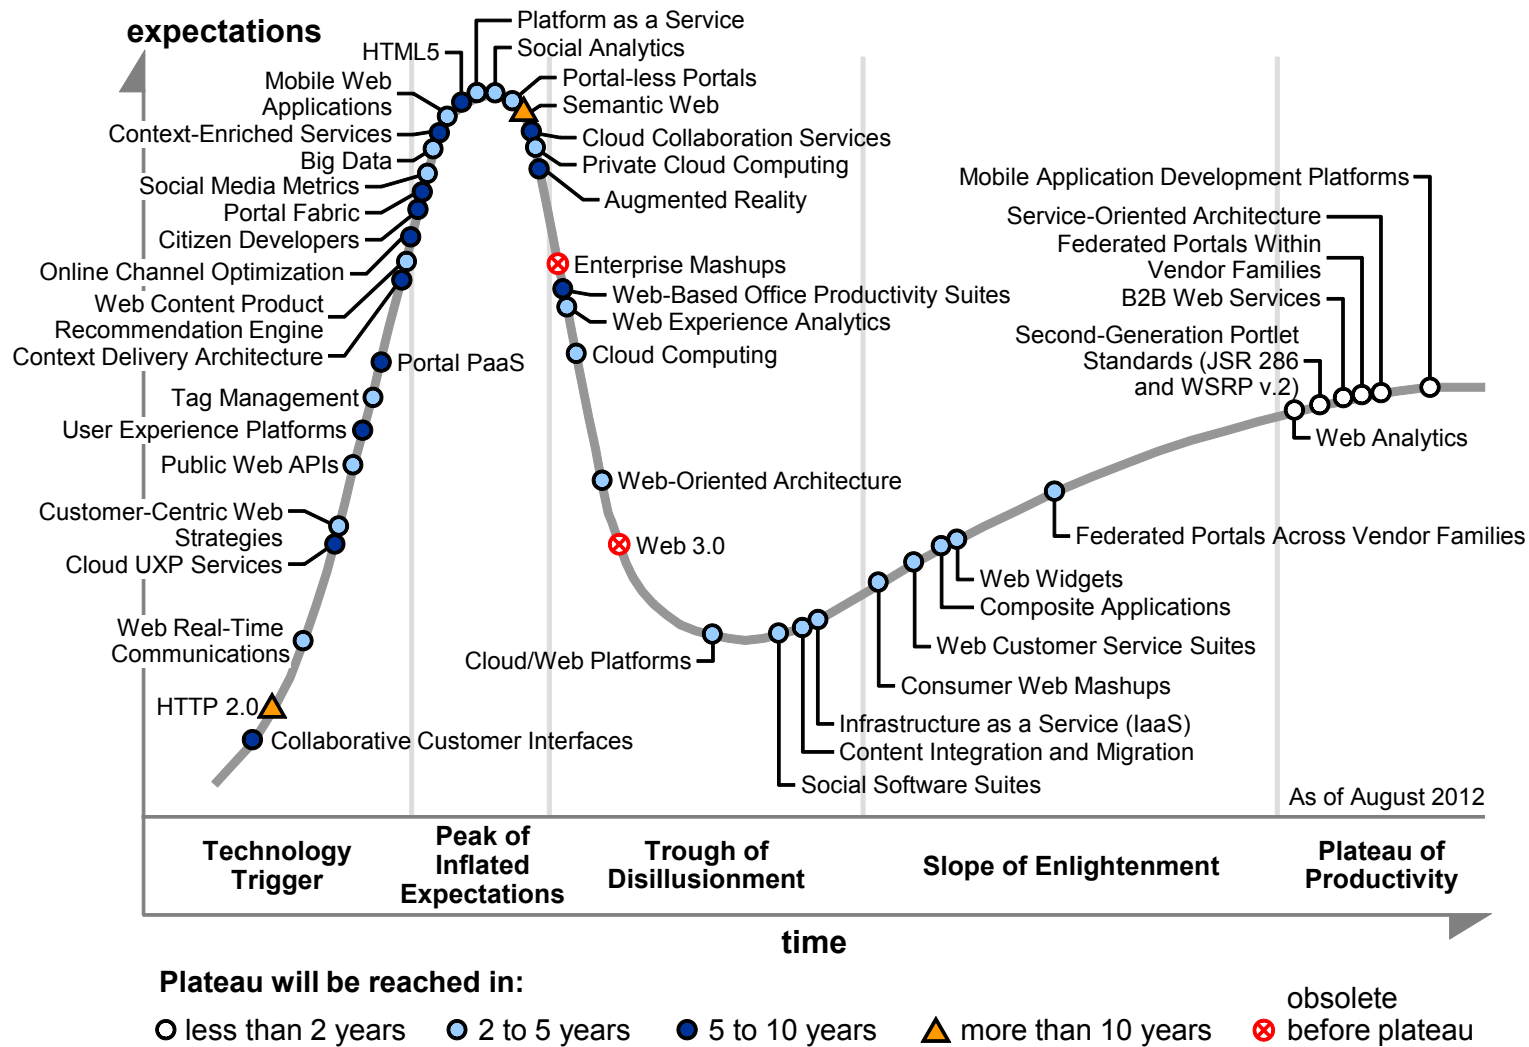 expectations
Platform as a Service
HTML5
Social Analytics
Mobile Web
Applications
Portal-less Portals
Semantic Web
Context-Enriched Services
Cloud Collaboration Services
Big Data
Private Cloud Computing
Social Media Metrics
Augmented Reality
Portal Fabric
Citizen Developers
Online Channel Optimization
Web Content Product
Recommendation Engine
Context Delivery Architecture
Portal PaaS
Tag Management
User Experience Platforms
Public Web APIs
Customer-Centric Web
Strategies
Cloud UXP Services
Web Real-Time
Communications
HTTP 2.0
Collaborative Customer Interfaces
Enterprise Mashups
Web-Based Office Productivity Suites
Web Experience Analytics
Cloud Computing
Web-Oriented Architecture
Web 3.0
Cloud/Web Platforms
Mobile Application Development Platforms
Service-Oriented Architecture
Federated Portals Within
Vendor Families
B2B Web Services
Second-Generation Portlet
Standards (JSR 286
and WSRP v.2)
Web Analytics
Federated Portals Across Vendor Families
Web Widgets
Composite Applications
Web Customer Service Suites
Consumer Web Mashups
Infrastructure as a Service (IaaS)
Content Integration and Migration
Social Software Suites
As of August 2012
Technology
Trigger
Peak of
Inflated
Expectations
Trough of
Disillusionment
Slope of Enlightenment
Plateau of
Productivity
time
Plateau will be reached in:
less than 2 years
2 to 5 years
5 to 10 years
more than 10 years
obsolete
before plateau